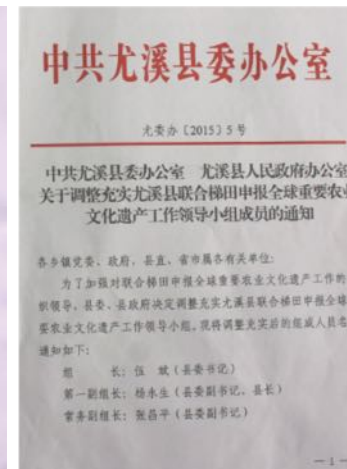 中共尤溪县委办公室
尤委办〔2015〕5号
中共尤溪县委办公室 尤溪县人民政府办公室
关于调整充实尤溪县联合梯田申报全球重要农业
文化遗产工作领导小组成员的通知
各乡镇党委、政府，县直、省市属各有关单位：
为了加强对联合梯田申报全球重要农业文化遗产工作的
织领导，县委、县政府决定调整充实尤溪县联合梯田申报全球
要农业文化遗产工作领导小组。现将调整充实后的组成人员名
通知如下：
组 长：伍 斌（县委书记）
第一副组长：杨永生（县委副书记、县长）
常务副组长：张昌平（县委副书记）
— 1 —